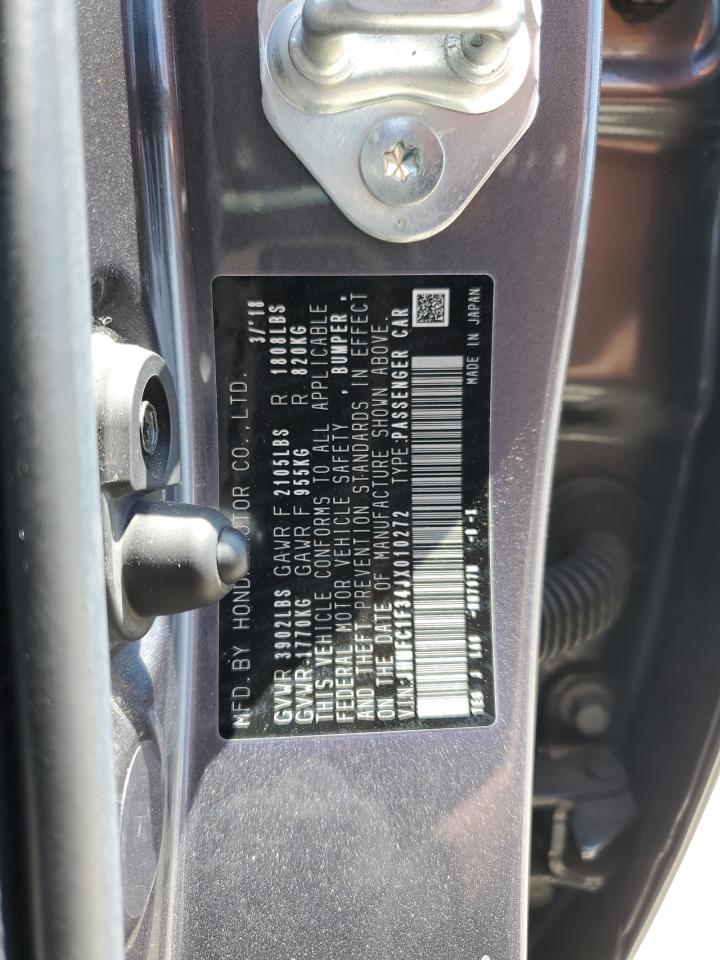 MFD. BY HONDA MOTOR CO.,LTD. 3/'18
GVWR 3902LBS GAWR F 2105LBS R 1808LBS
GVWR 1770KG GAWR F 955KG R 820KG
THIS VEHICLE CONFORMS TO ALL APPLICABLE
FEDERAL MOTOR VEHICLE SAFETY , BUMPER ,
AND THEFT PREVENTION STANDARDS IN EFFECT
ON THE DATE OF MANUFACTURE SHOWN ABOVE.
TYPE:PASSENGER CAR
MADE IN JAPAN